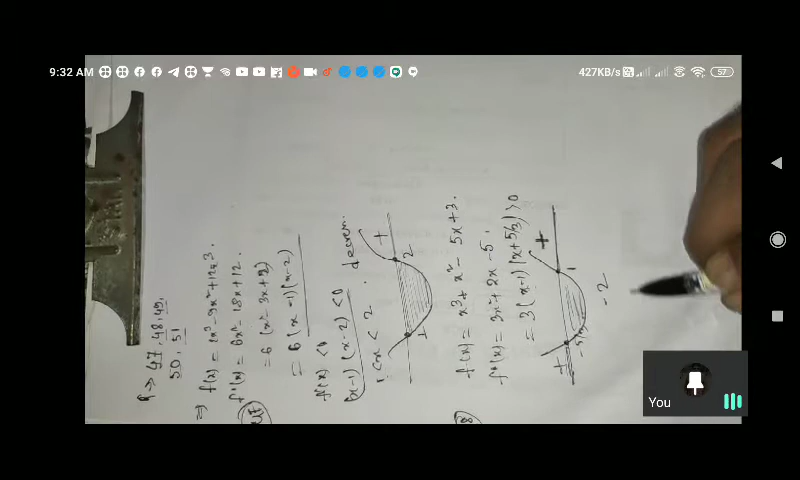 9:32 AM
427KB/s
57
Q → 47, 48, 49,
50, 51
⇒ f(x) = 2x³-9x²+12x+3.
f'(x) = 6x²-18x+12.
= 6 (x²-3x+2)
= 6 (x-1)(x-2)
f'(x) <0
(x-1) (x-2) <0
1<x<2.
+
2
1
f(x) = x³+x²-5x+3.
f'(x) = 3x²+2x-5.
= 3(x-1)(x+5/3) >0
+
1
+
-2
You